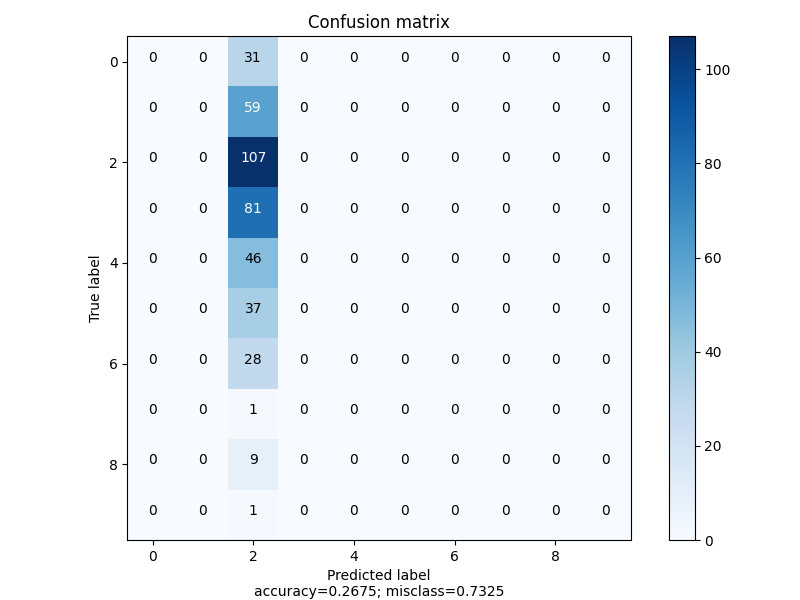 Confusion matrix
0 0 0 31 0 0 0 0 0 0 0 100
0 0 59 0 0 0 0 0 0 0
2 0 0 107 0 0 0 0 0 0 0 80
0 0 81 0 0 0 0 0 0 0
4 0 0 46 0 0 0 0 0 0 0 60
True label
0 0 37 0 0 0 0 0 0 0
6 0 0 28 0 0 0 0 0 0 0 40
0 0 1 0 0 0 0 0 0 0
8 0 0 9 0 0 0 0 0 0 0 20
0 0 1 0 0 0 0 0 0 0 0
0 2 4 6 8
Predicted label
accuracy=0.2675; misclass=0.7325